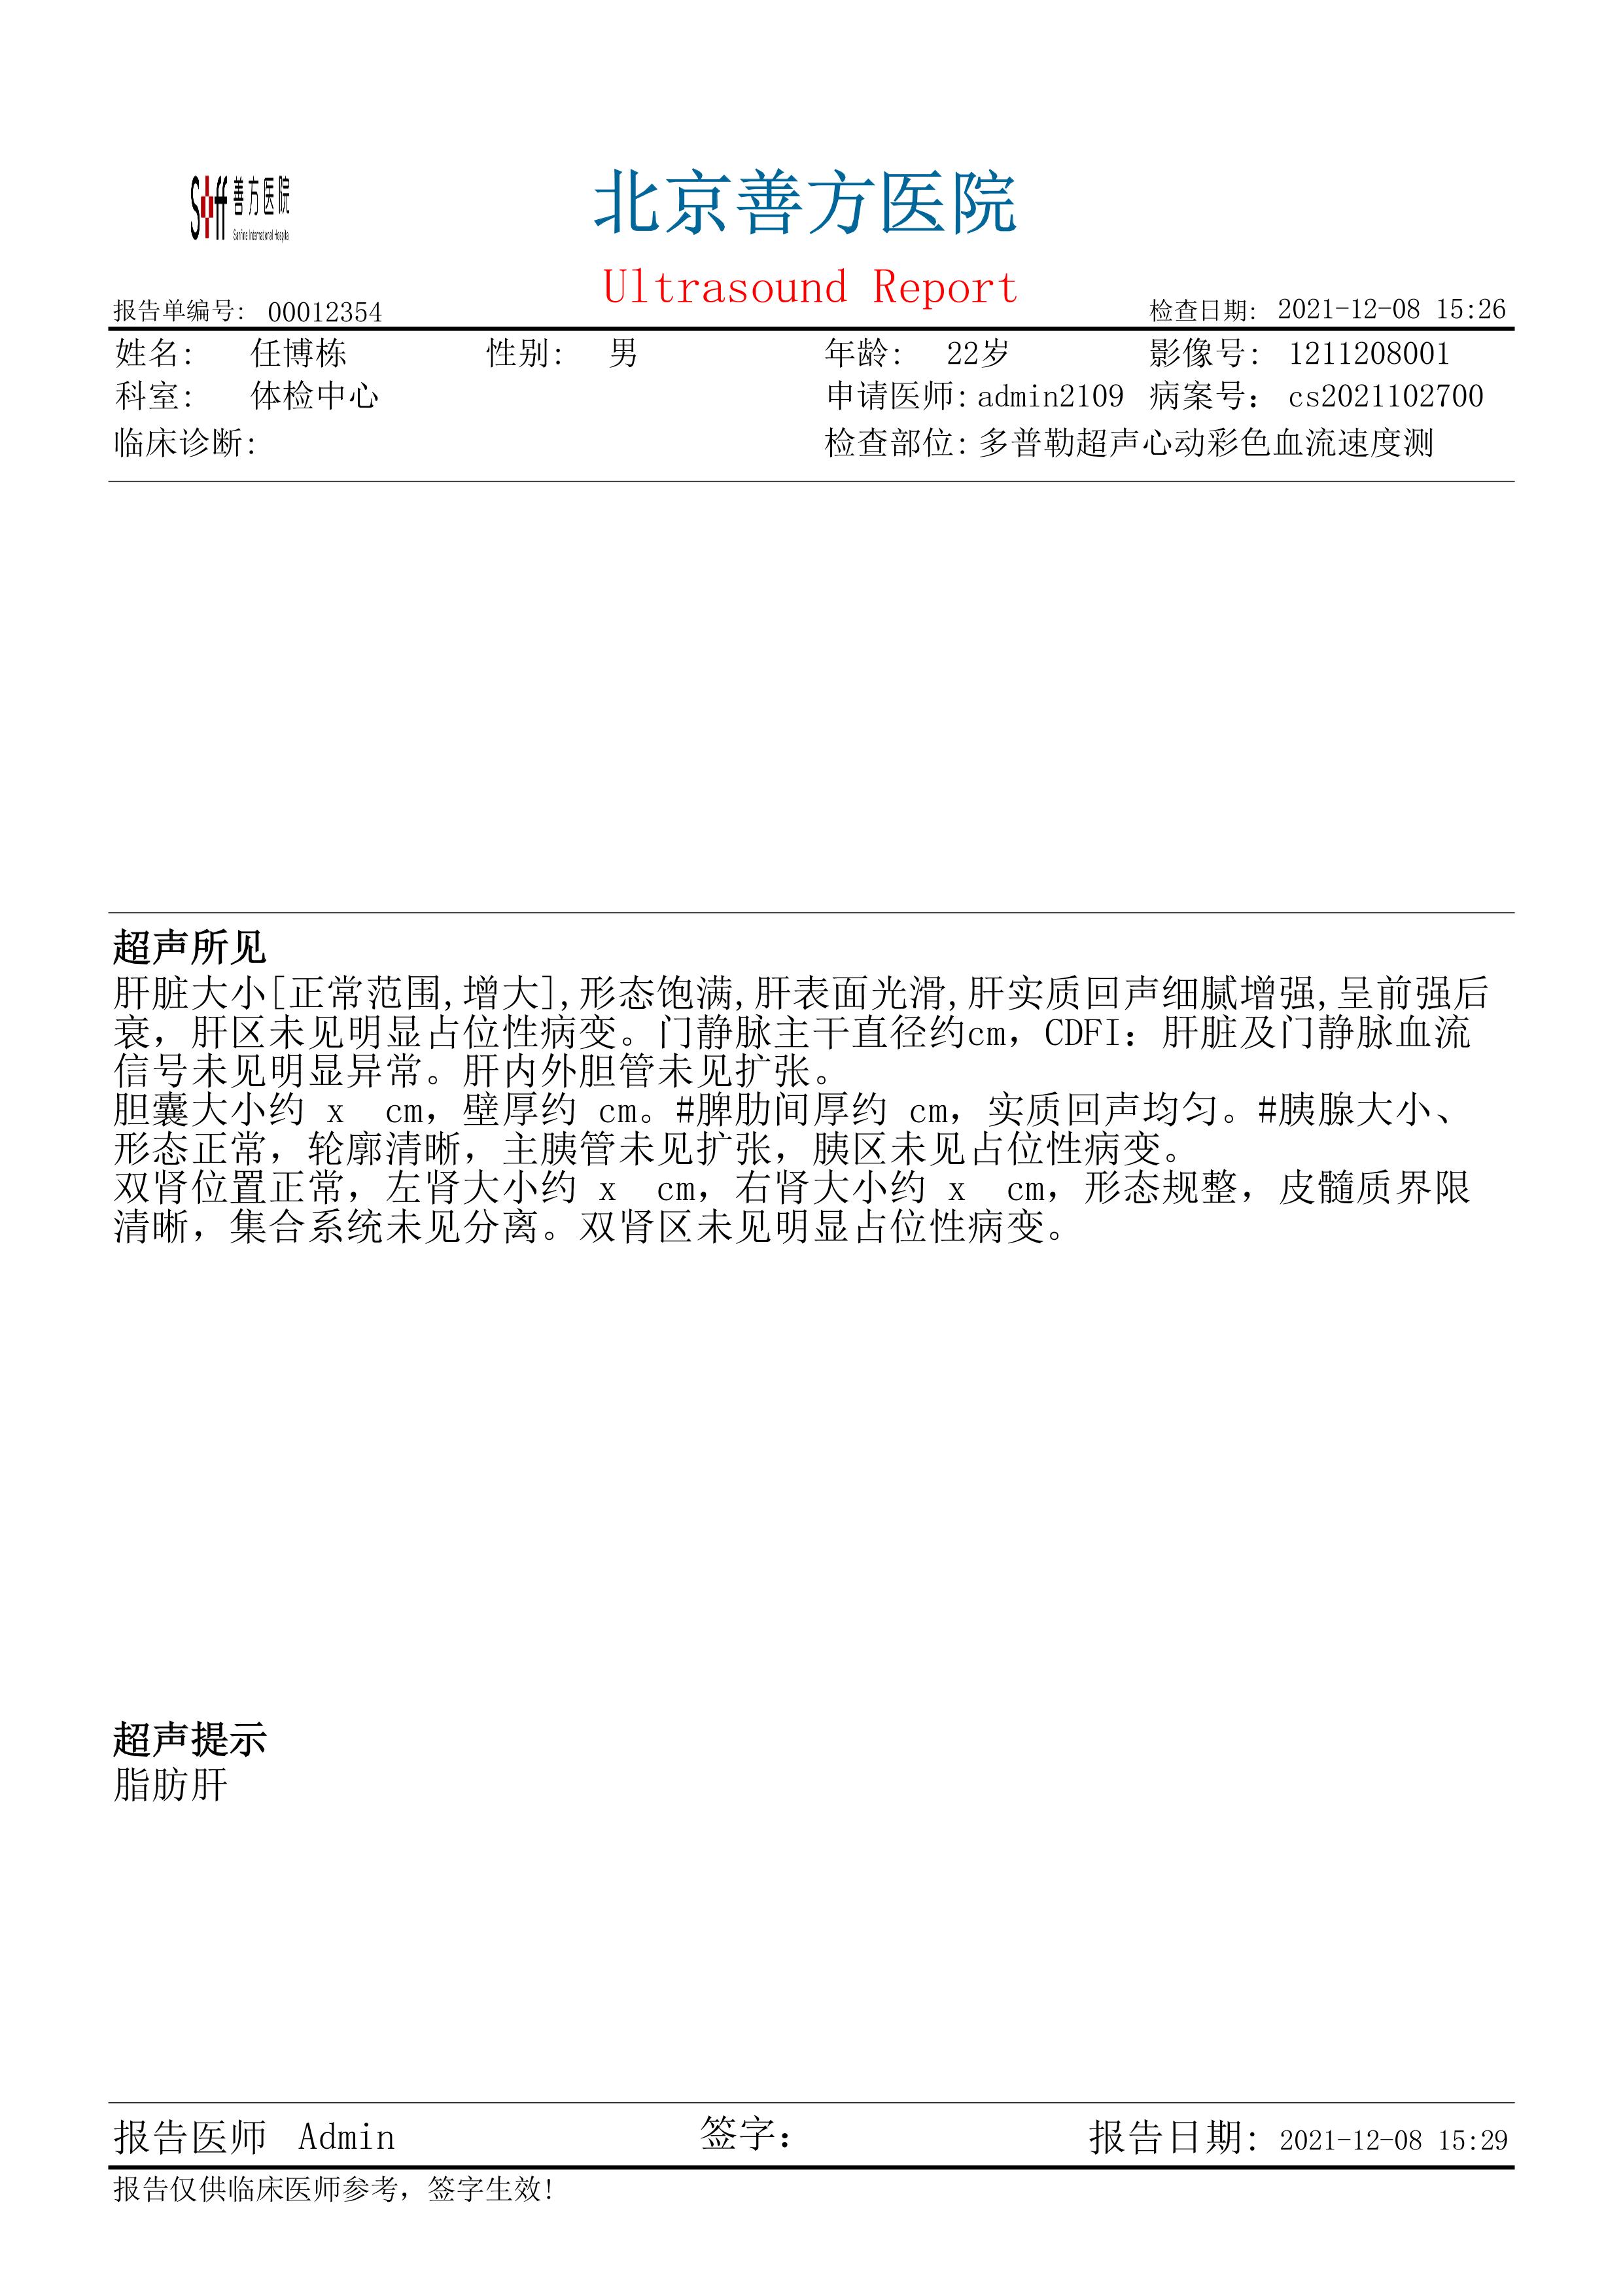 善方医院
北京善方医院
Ultrasound Report
报告单编号: 00012354 检查日期: 2021-12-08 15:26
姓名: 任博栋 性别: 男 年龄: 22岁 影像号: 1211208001
科室: 体检中心 申请医师: admin2109 病案号: cs2021102700
临床诊断: 检查部位: 多普勒超声心动彩色血流速度测
超声所见
肝脏大小[正常范围,增大],形态饱满,肝表面光滑,肝实质回声细腻增强,呈前强后
衰，肝区未见明显占位性病变。门静脉主干直径约cm，CDFI：肝脏及门静脉血流
信号未见明显异常。肝内外胆管未见扩张。
胆囊大小约 x  cm，壁厚约 cm。#脾肋间厚约 cm，实质回声均匀。#胰腺大小、
形态正常，轮廓清晰，主胰管未见扩张，胰区未见占位性病变。
双肾位置正常，左肾大小约 x  cm，右肾大小约 x  cm，形态规整，皮髓质界限
清晰，集合系统未见分离。双肾区未见明显占位性病变。
超声提示
脂肪肝
报告医师 Admin 签字： 报告日期: 2021-12-08 15:29
报告仅供临床医师参考，签字生效!